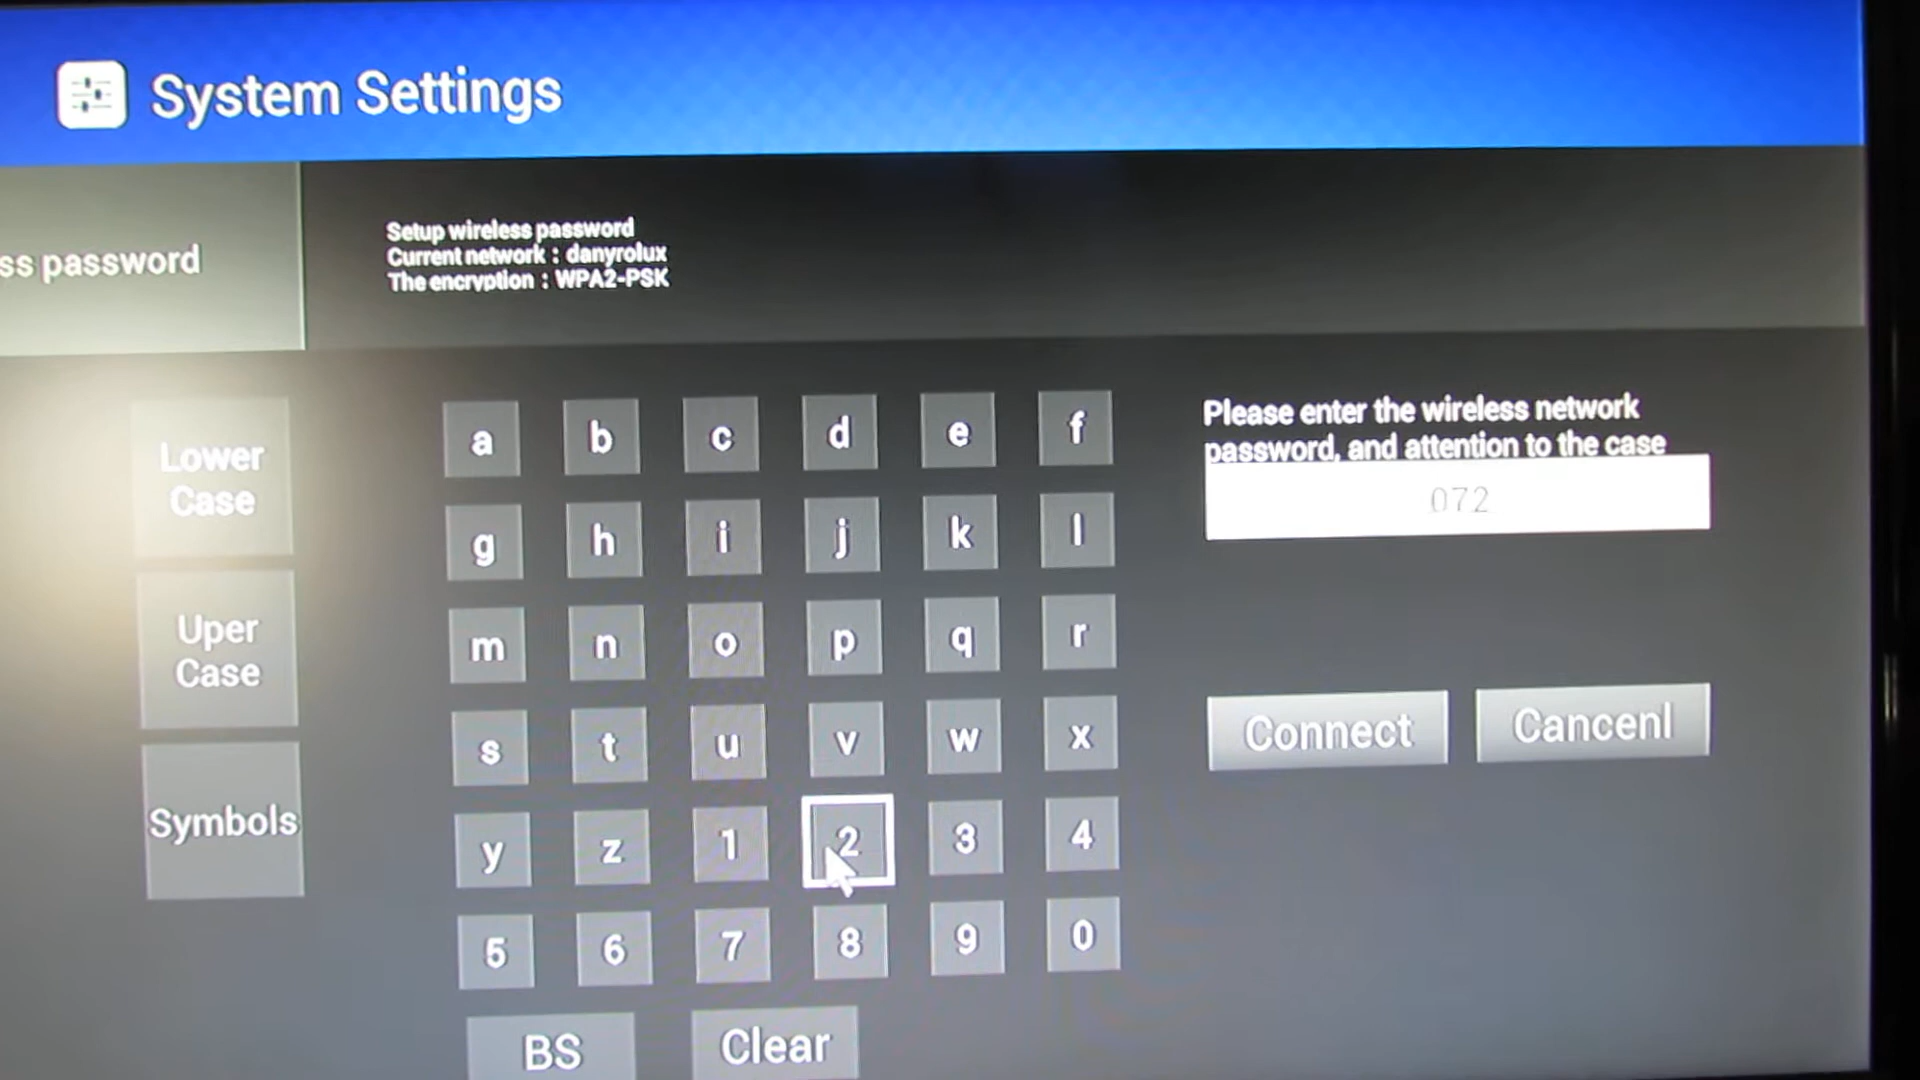 System Settings
ss password
Setup wireless password
Current network : danyrolux
The encryption : WPA2-PSK
Lower
Case
Uper
Case
Symbols
a b c d e f
g h i j k l
m n o p q r
s t u v w x
y z 1 2 3 4
5 6 7 8 9 0
BS Clear
Please enter the wireless network
password, and attention to the case
072
Connect Cancenl